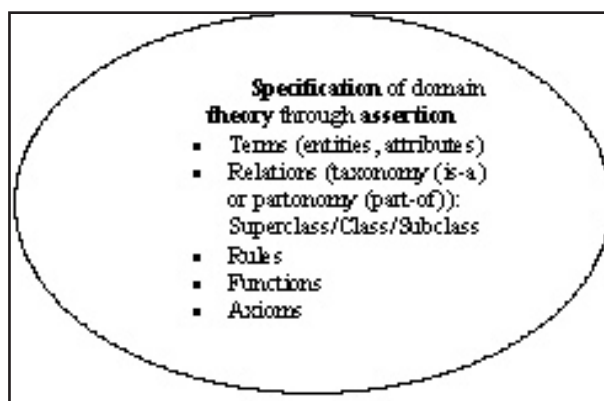 Specification of domain
theory through assertion
▪ Terms (entities, attributes)
▪ Relations (taxonomy (is-a)
or partonomy (part-of)):
Superclass/Class/Subclass
▪ Rules
▪ Functions
▪ Axioms